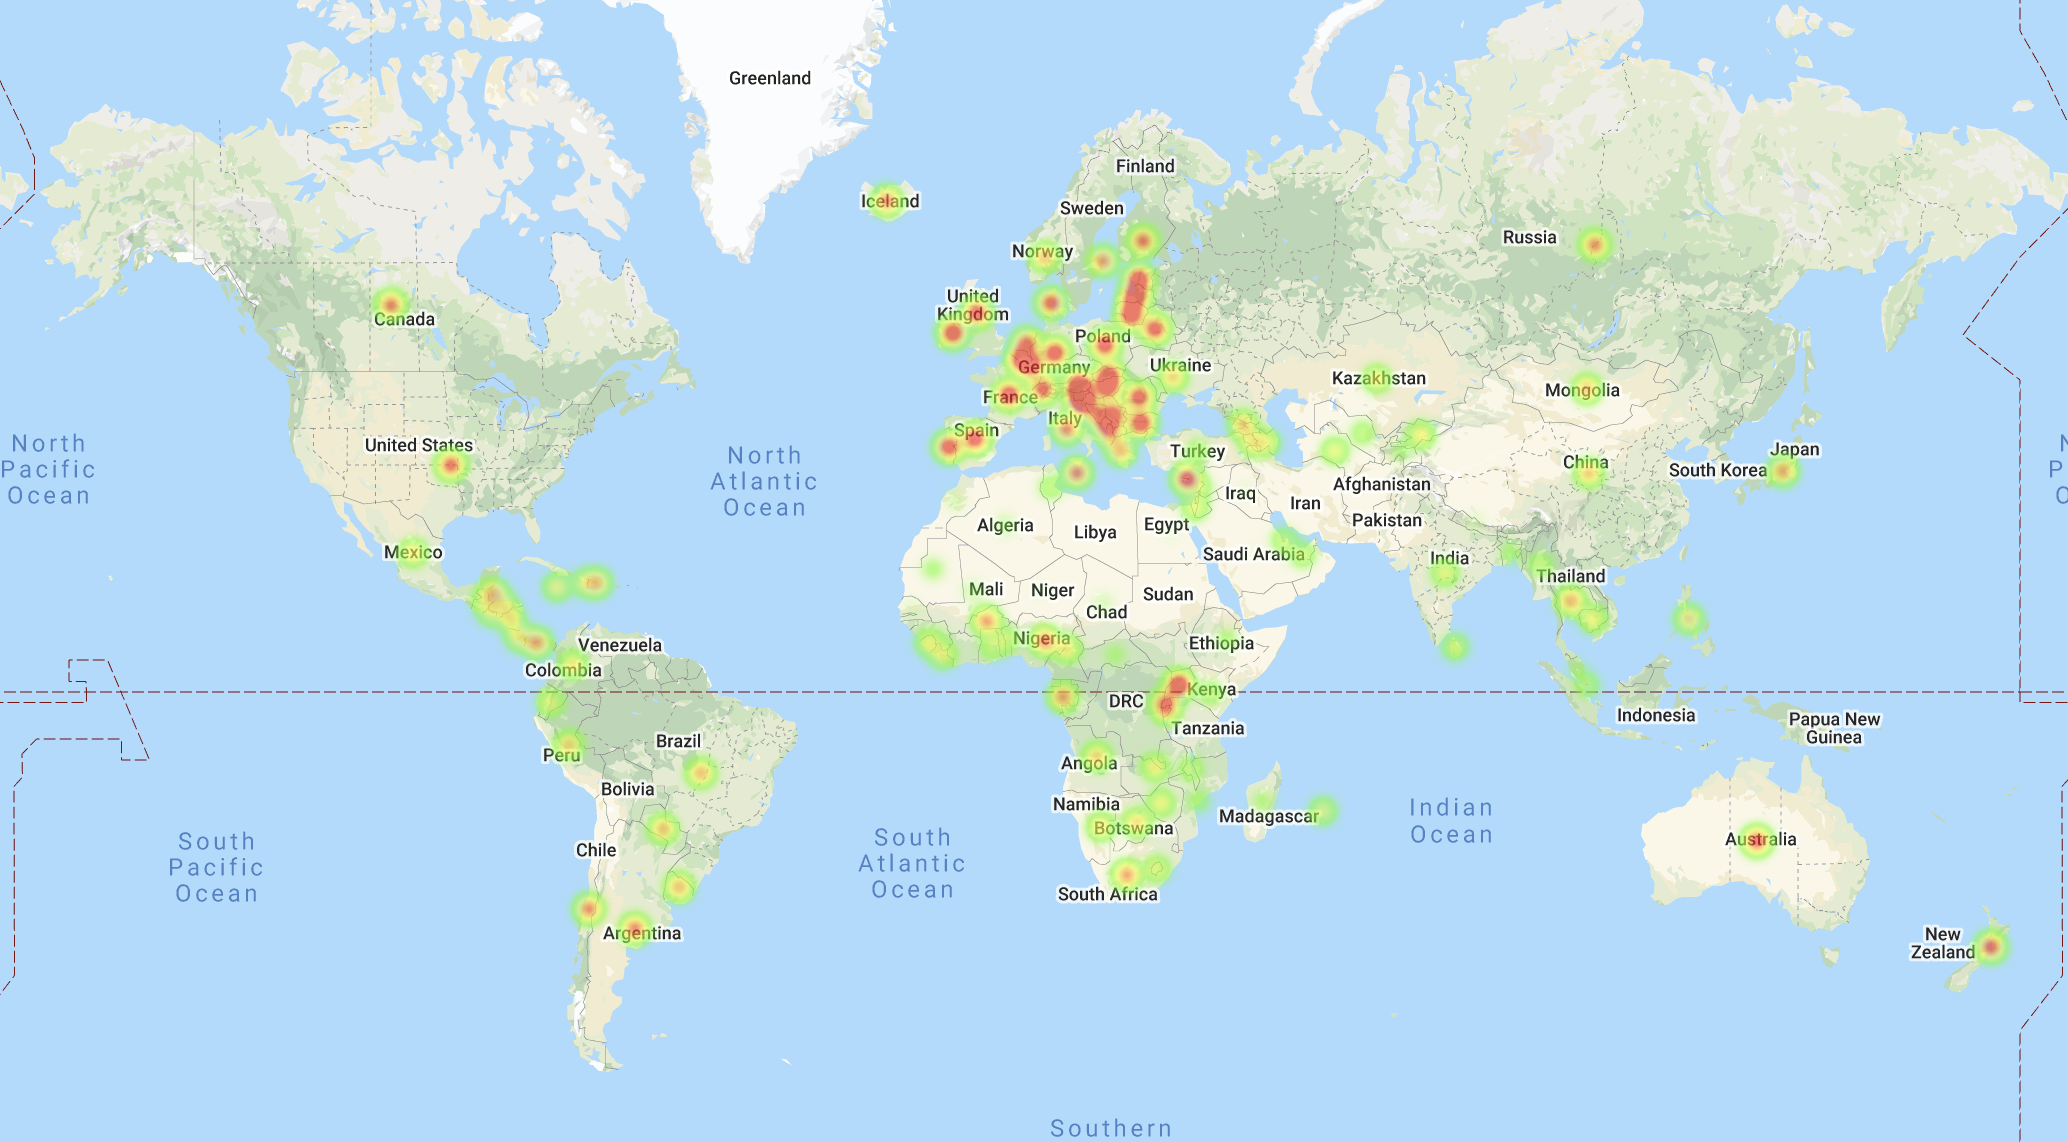 Greenland
Finland
Iceland
Sweden
Norway
Russia
United
Kingdom
Canada
Poland
Ukraine
Germany
Kazakhstan
Mongolia
France
Italy
Spain
North
Pacific
Ocean
United States
North
Atlantic
Ocean
Turkey
Japan
China
South Korea
Afghanistan
Iraq
Iran
Pakistan
Algeria
Libya
Egypt
Mexico
Saudi Arabia
India
Thailand
Mali
Niger
Sudan
Chad
Nigeria
Ethiopia
Venezuela
Colombia
Kenya
DRC
Indonesia
Papua New
Guinea
Tanzania
Brazil
Peru
Angola
Bolivia
Namibia
Madagascar
Botswana
Indian
Ocean
South
Pacific
Ocean
South
Atlantic
Ocean
Chile
Australia
South Africa
Argentina
New
Zealand
N
P
O
Southern